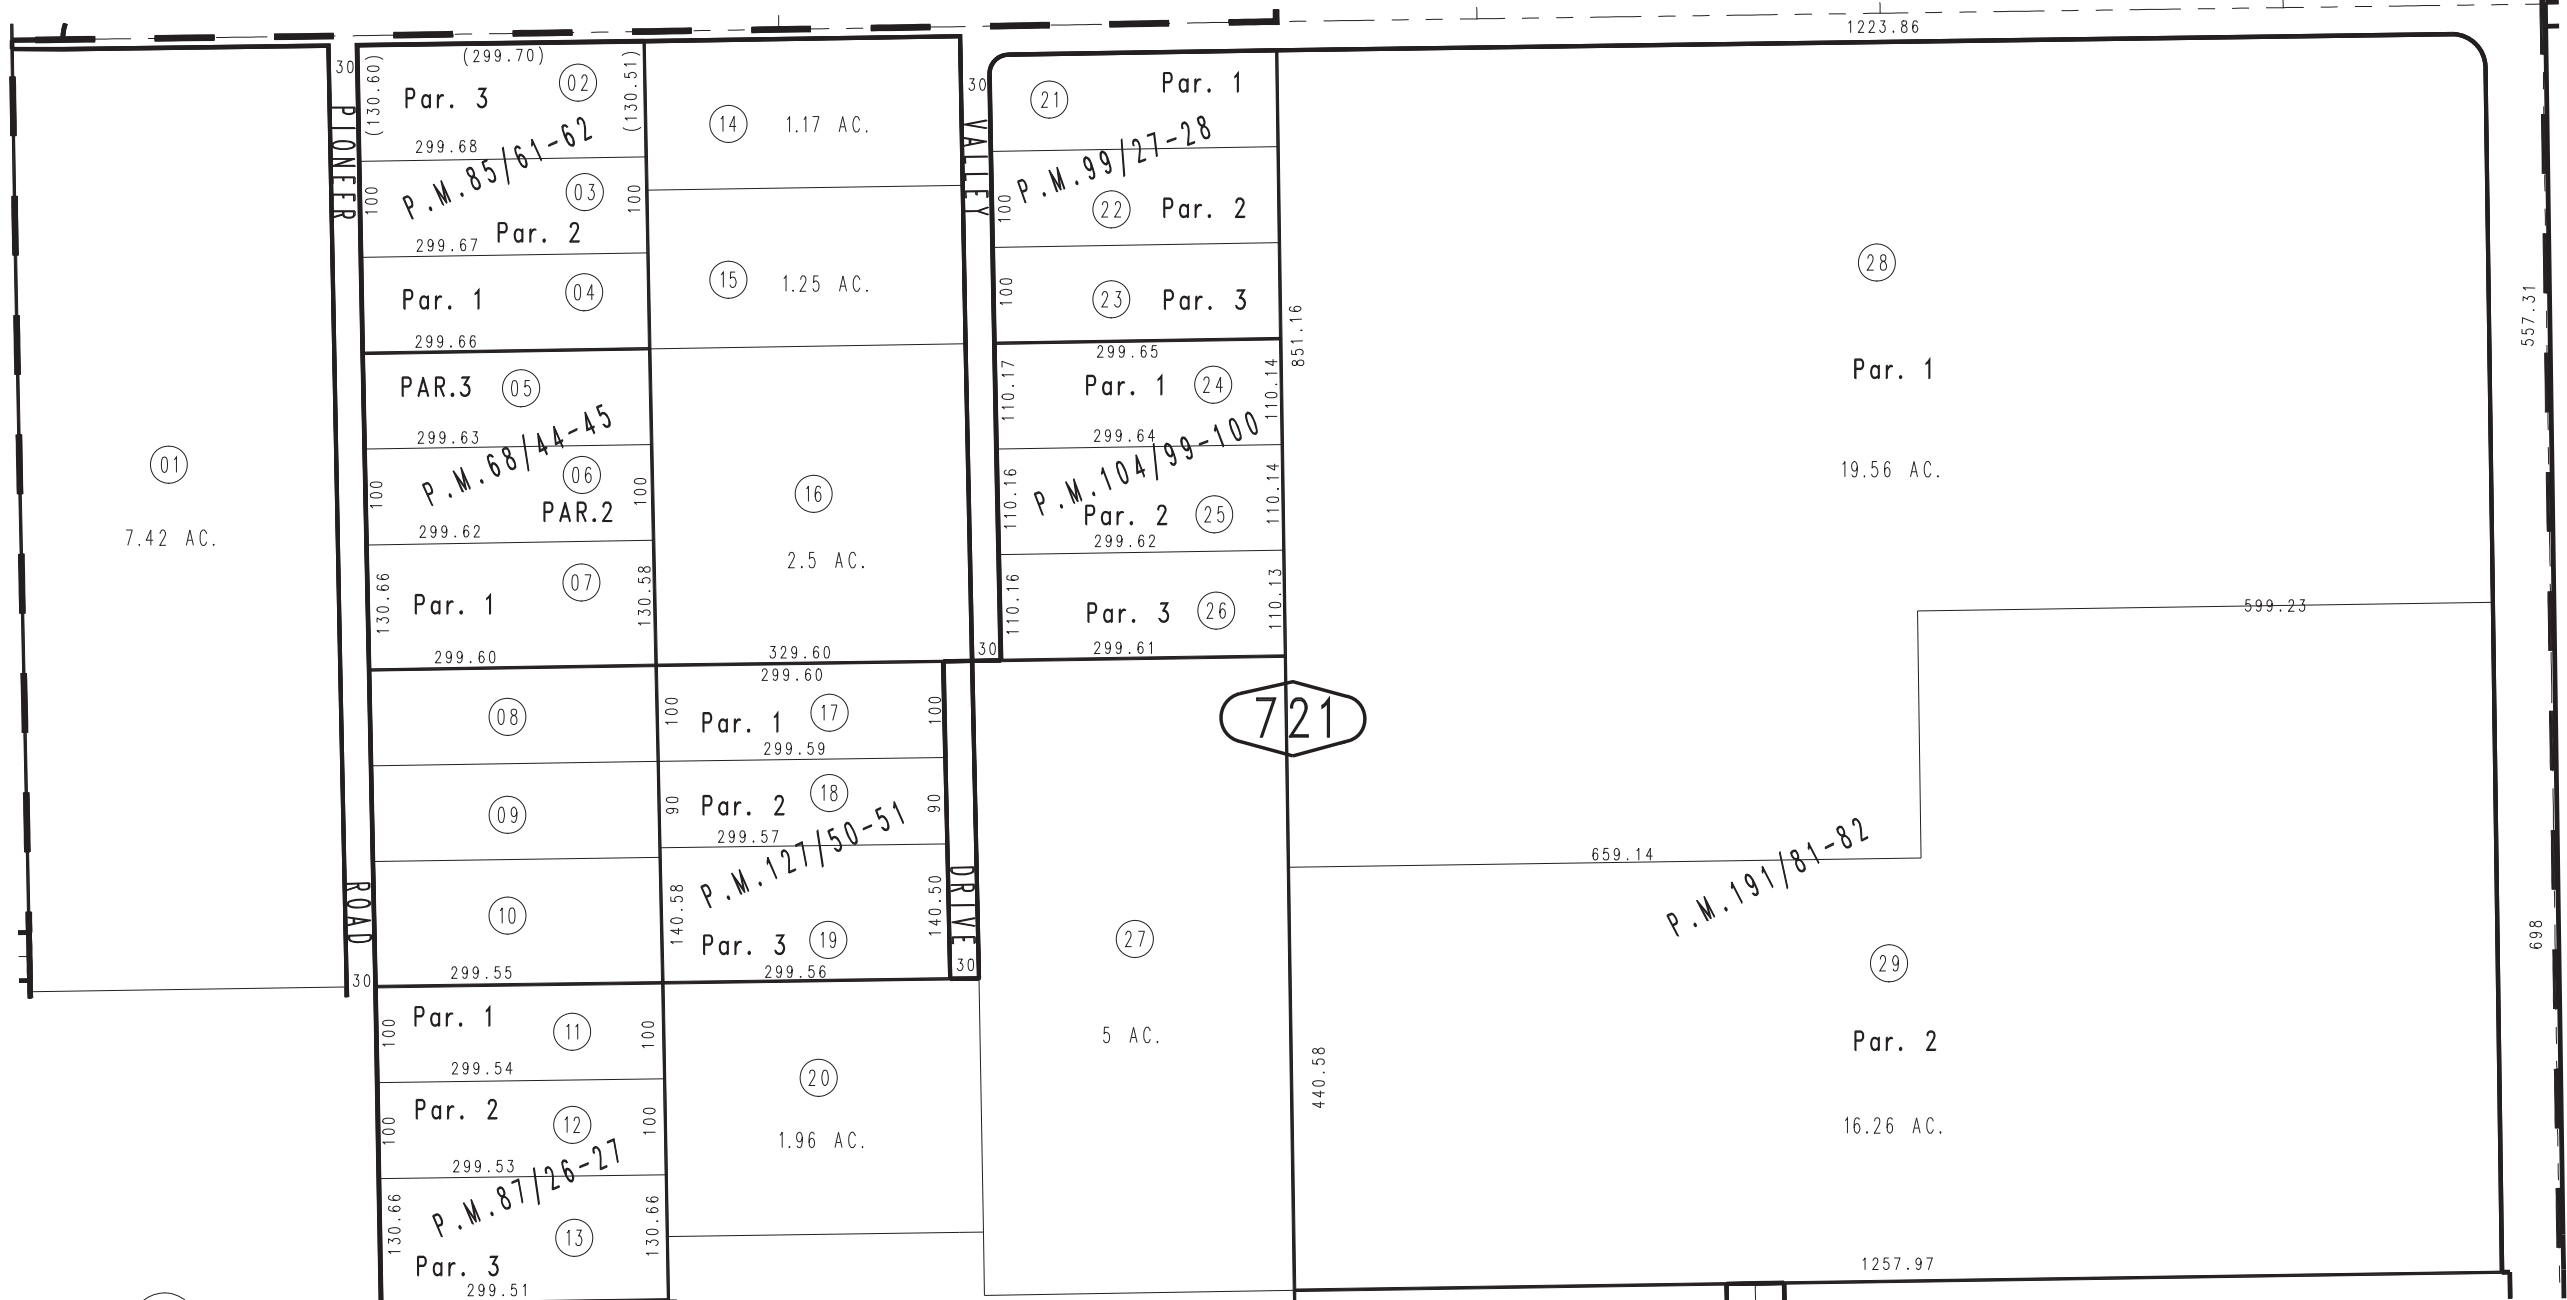 1223.86
30
PIONEER
ROAD
30
01
7.42 AC.
(299.70)
(130.60)
(130.51)
02
Par. 3
299.68
P.M.85/61-62
100
100
03
Par. 2
299.67
Par. 1
04
299.66
PAR.3
05
299.63
P.M.68/44-45
100
100
06
PAR.2
299.62
130.66
130.58
07
Par. 1
299.60
08
09
10
299.55
Par. 1
11
100
100
299.54
Par. 2
12
100
100
299.53
P.M.87/26-27
130.66
130.66
13
Par. 3
299.51
14 1.17 AC.
15 1.25 AC.
16
2.5 AC.
329.60
299.60
100
100
Par. 1 17
299.59
90
90
Par. 2 18
299.57
P.M.127/50-51
140.58
140.50
Par. 3 19
299.56
20
1.96 AC.
30
VALLEY
30
DRIVE
30
21
Par. 1
P.M.99/27-28
100
22 Par. 2
100
23 Par. 3
299.65
110.17
110.14
Par. 1 24
299.64
P.M.104/99-100
110.16
110.14
Par. 2 25
299.62
110.16
110.13
Par. 3 26
299.61
27
5 AC.
721
851.16
28
Par. 1
19.56 AC.
557.31
599.23
659.14
P.M.191/81-82
698
29
Par. 2
16.26 AC.
440.58
1257.97